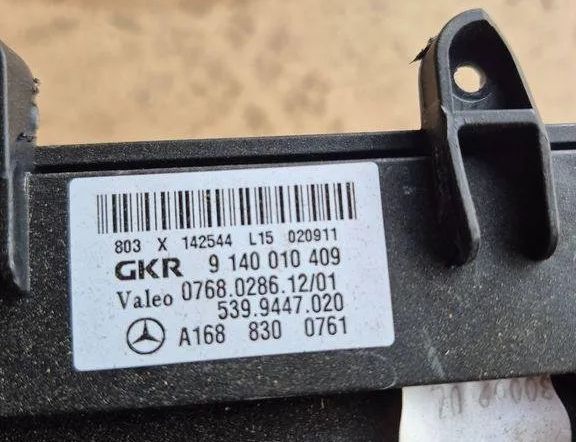 803 X 142544 L15 020911
GKR 9 140 010 409
Valeo 0768.0286.12/01
539.9447.020
A168 830 0761